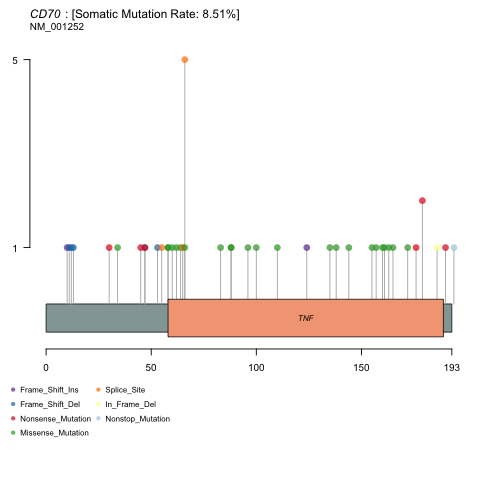 CD70 : [Somatic Mutation Rate: 8.51%]
NM_001252
5
1
TNF
0 50 100 150 193
Frame_Shift_Ins Splice_Site
Frame_Shift_Del In_Frame_Del
Nonsense_Mutation Nonstop_Mutation
Missense_Mutation